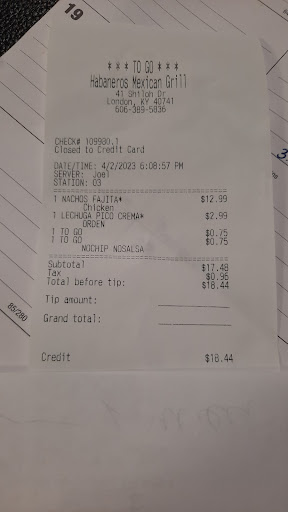 19
* * * TO GO * * *
Habaneros Mexican Grill
41 Shiloh Dr
London, KY 40741
606-389-5036
CHECK# 109900.1
Closed to Credit Card
DATE/TIME: 4/2/2023 6:08:57 PM
SERVER: Joel
STATION: 03
1 NACHOS FAJITA* $12.99
Chicken
1 LECHUGA PICO CREMA* $2.99
ORDEN
1 TO GO $0.75
1 TO GO $0.75
NOCHIP NOSALSA
Subtotal $17.48
Tax $0.96
Total before tip: $18.44
Tip amount:
Grand total:
Credit $18.44
85/280